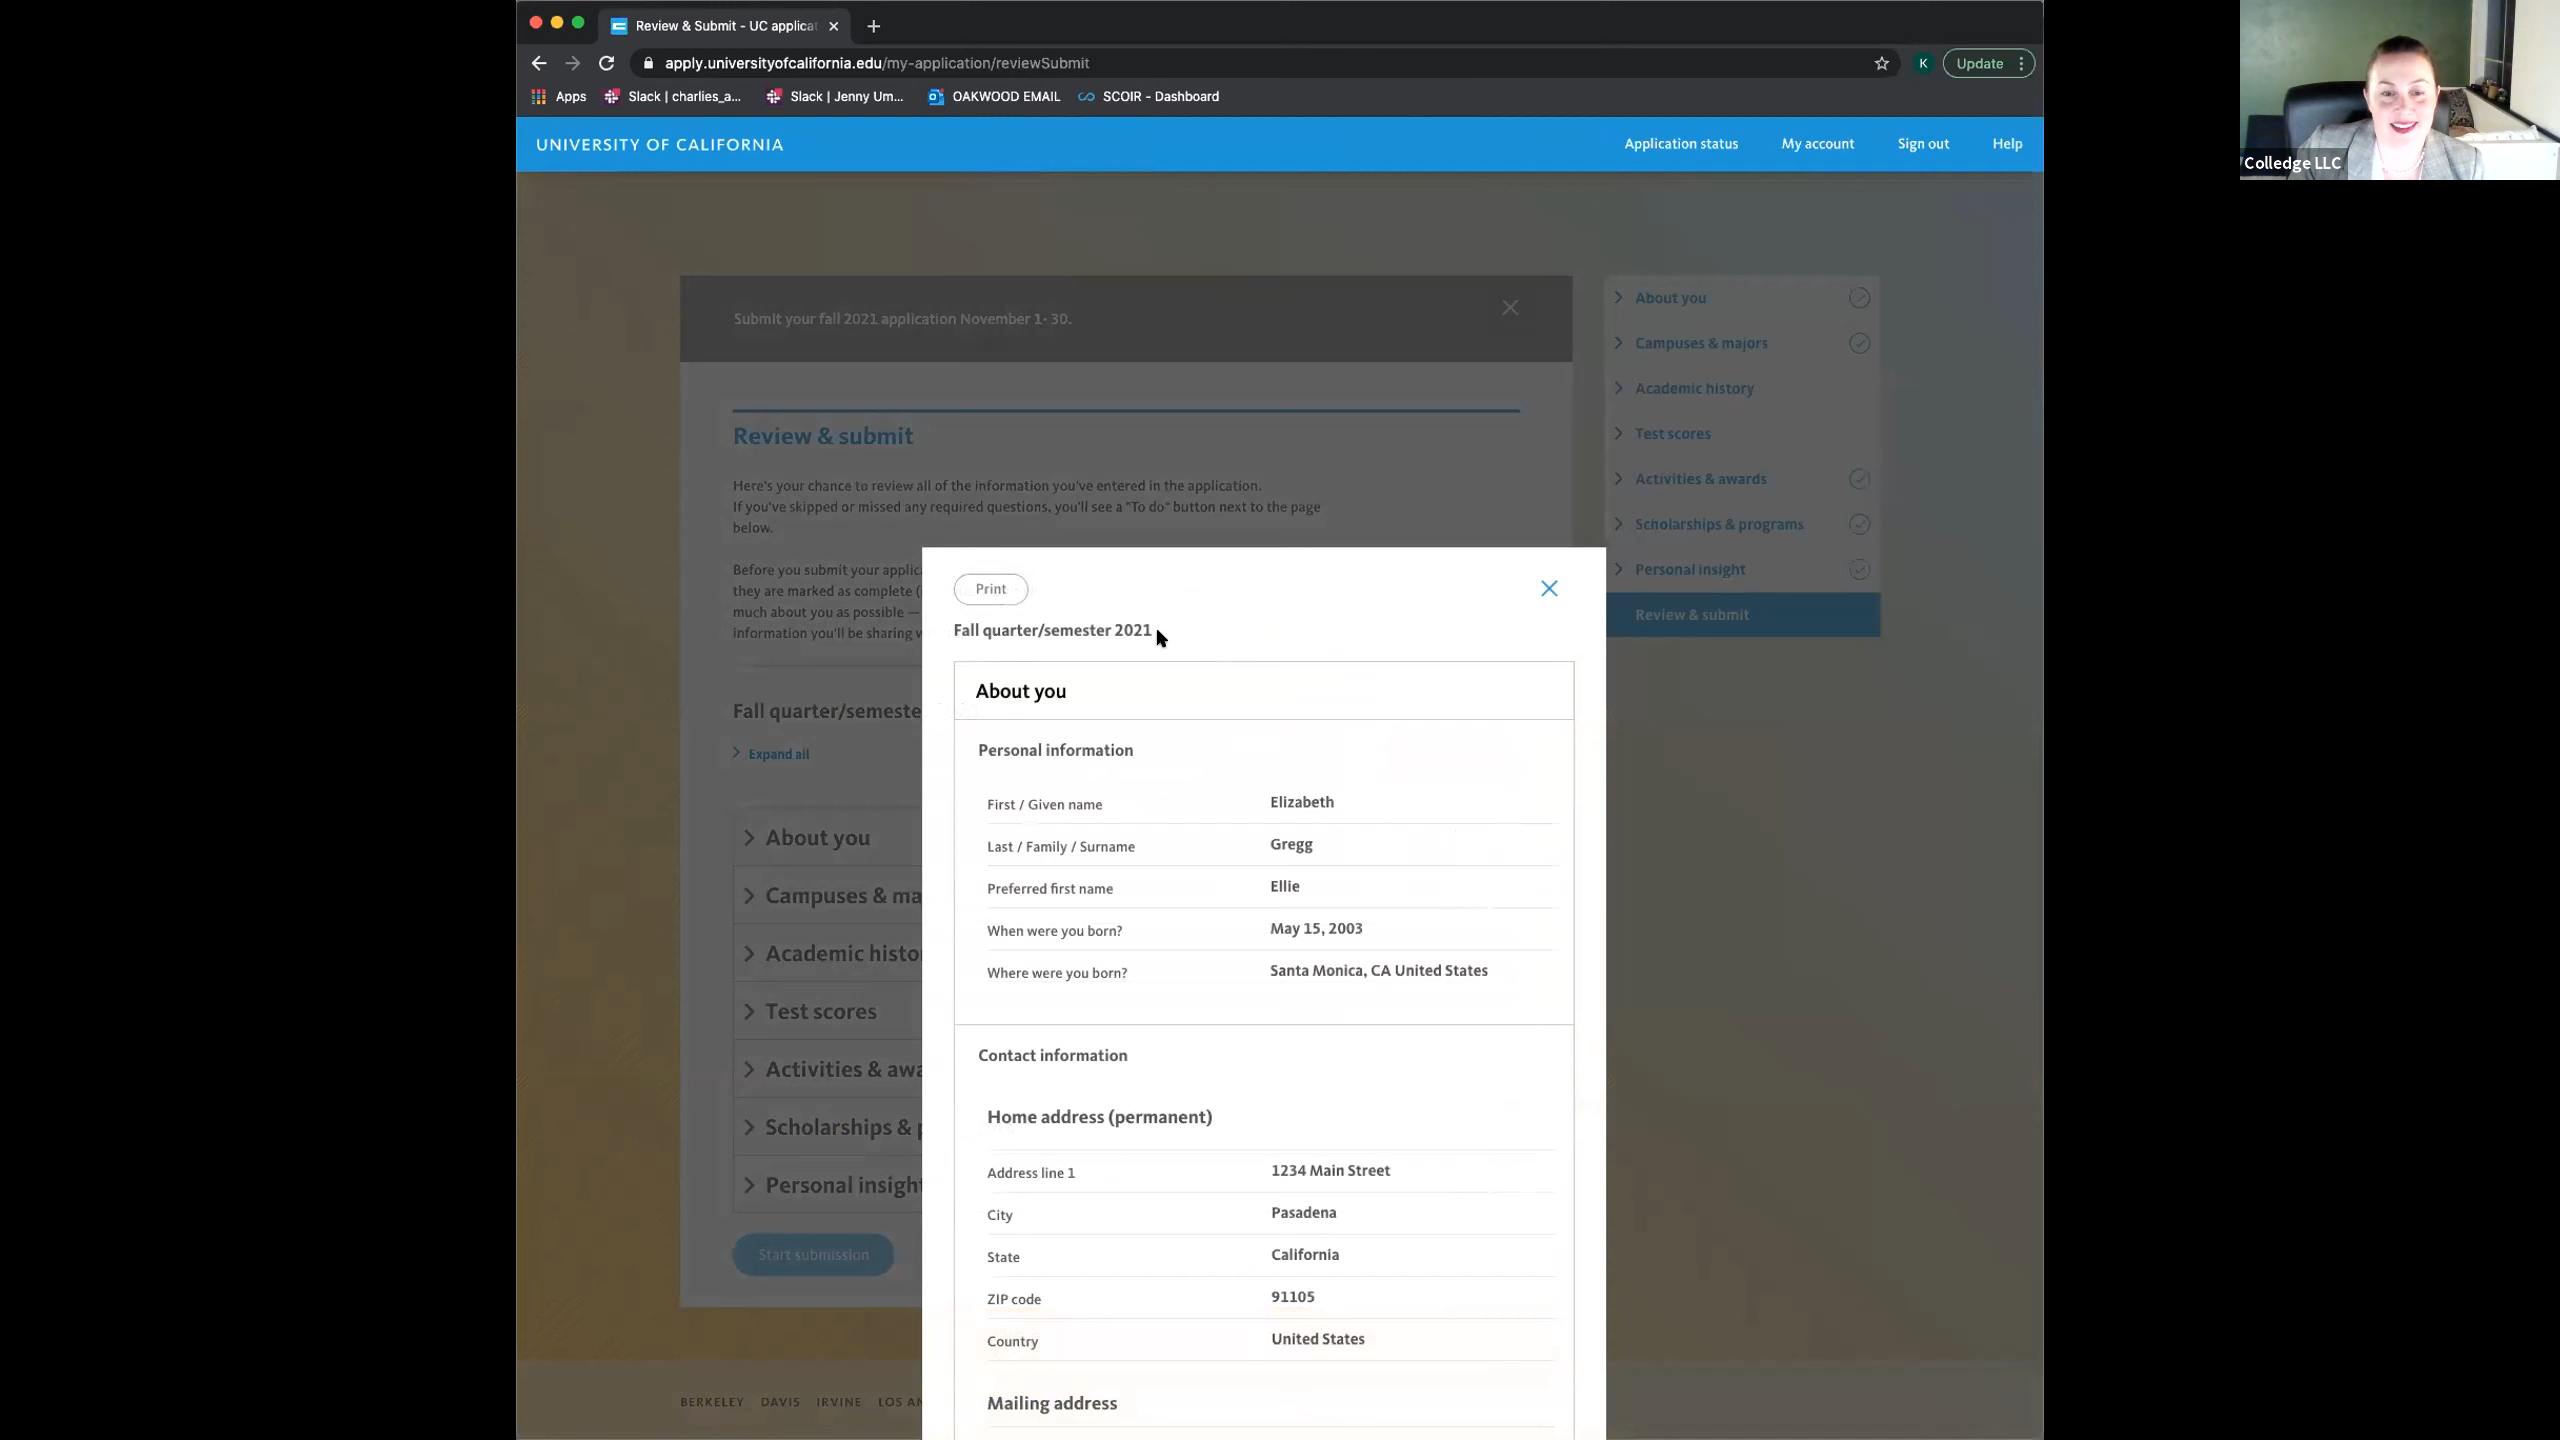 Review & Submit - UC applicat
apply.universityofcalifornia.edu/my-application/reviewSubmit
K
Update
Apps
Slack | charlies_a...
Slack | Jenny Um...
OAKWOOD EMAIL
SCOIR - Dashboard
UNIVERSITY OF CALIFORNIA
Application status
My account
Sign out
Help
Colledge LLC
Submit your fall 2021 application November 1- 30.
Review & submit
Here's your chance to review all of the information you've entered in the application.
If you've skipped or missed any required questions, you'll see a "To do" button next to the page
below.
Before you submit your applic
they are marked as complete (
much about you as possible —
information you'll be sharing w
Fall quarter/semeste
Expand all
About you
Campuses & ma
Academic histo
Test scores
Activities & awa
Scholarships & p
Personal insight
Start submission
BERKELEY DAVIS IRVINE LOS AN
About you
Campuses & majors
Academic history
Test scores
Activities & awards
Scholarships & programs
Personal insight
Review & submit
Print
Fall quarter/semester 2021
About you
Personal information
First / Given name Elizabeth
Last / Family / Surname Gregg
Preferred first name Ellie
When were you born? May 15, 2003
Where were you born? Santa Monica, CA United States
Contact information
Home address (permanent)
Address line 1 1234 Main Street
City Pasadena
State California
ZIP code 91105
Country United States
Mailing address